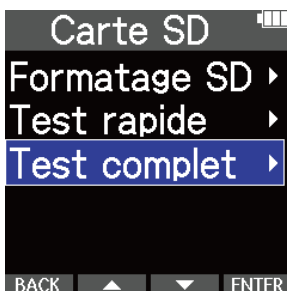 Carte SD
Formatage SD
Test rapide
Test complet
BACK ENTER